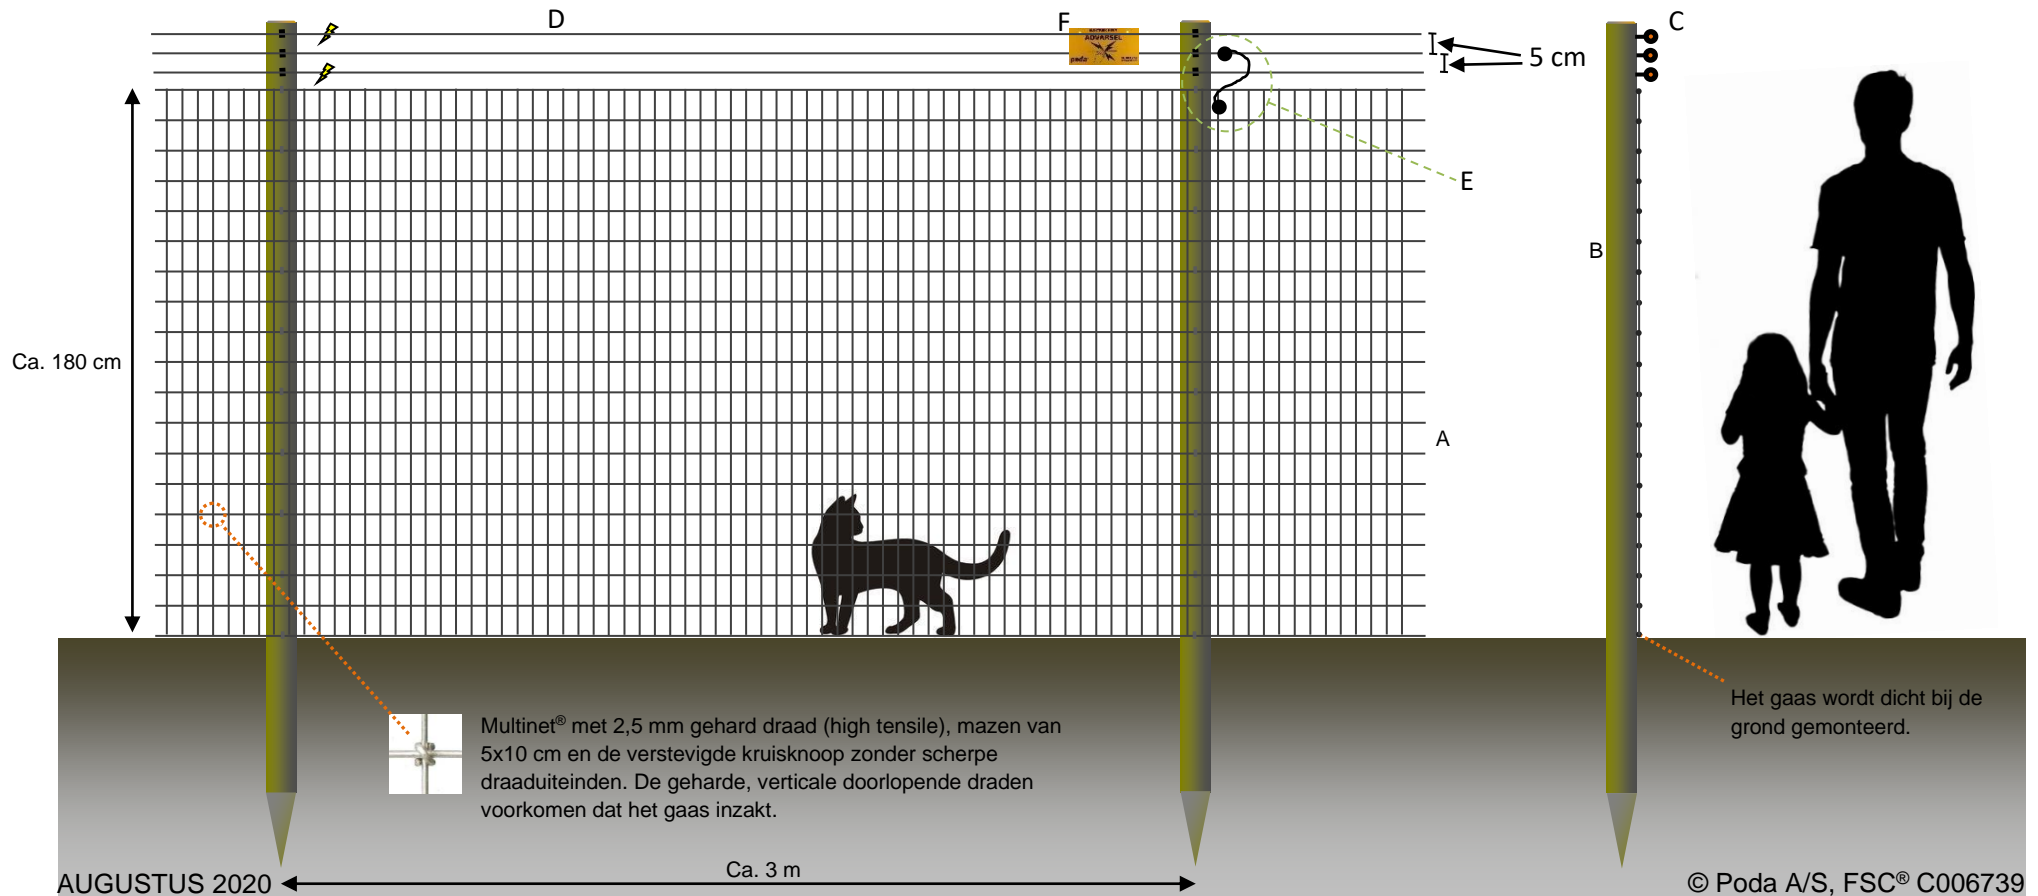 D
F
C
ADVARSEL
poda
5 cm
E
B
Ca. 180 cm
A
Multinet® met 2,5 mm gehard draad (high tensile), mazen van
5x10 cm en de verstevigde kruisknoop zonder scherpe
draaduiteinden. De geharde, verticale doorlopende draden
voorkomen dat het gaas inzakt.
Het gaas wordt dicht bij de
grond gemonteerd.
Ca. 3 m
AUGUSTUS 2020
© Poda A/S, FSC® C006739